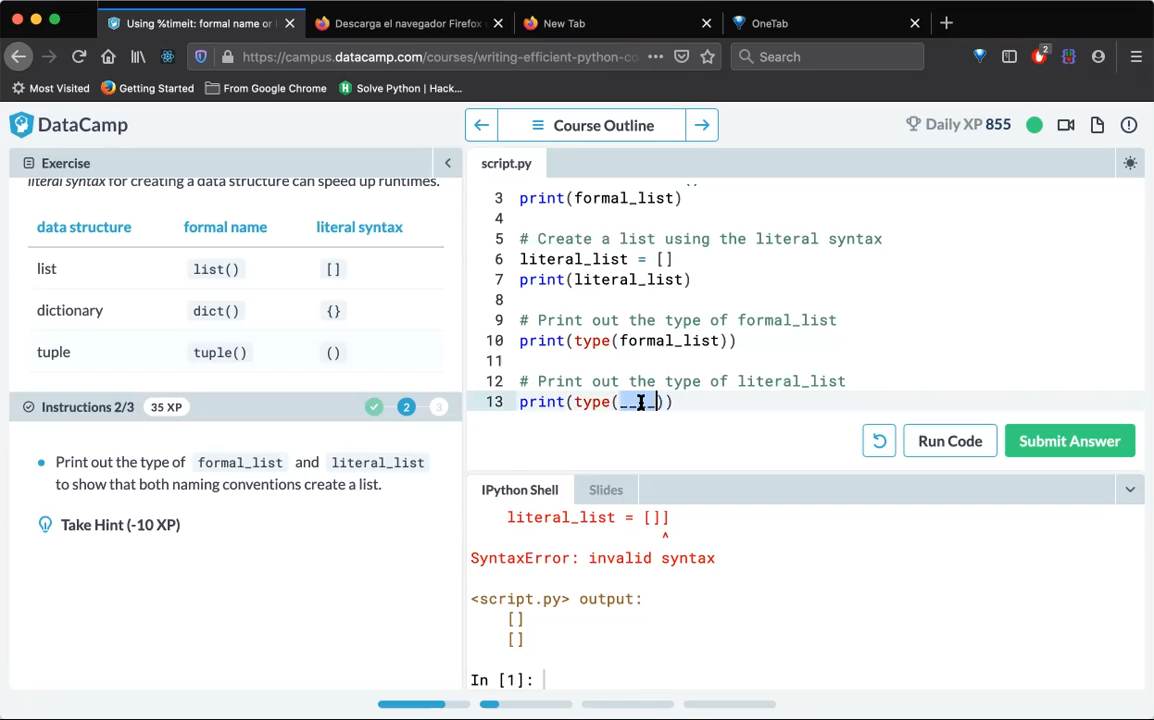 Using %timeit: formal name or
Descarga el navegador Firefox
New Tab
OneTab
https://campus.datacamp.com/courses/writing-efficient-python-co
Search
2
Most Visited
Getting Started
From Google Chrome
Solve Python | Hack...
DataCamp
Course Outline
Daily XP 855
Exercise
literal syntax for creating a data structure can speed up runtimes.
data structure formal name literal syntax
list list() []
dictionary dict() {}
tuple tuple() ()
Instructions 2/3 35 XP
2 3
Print out the type of formal_list and literal_list
to show that both naming conventions create a list.
Take Hint (-10 XP)
script.py
3 print(formal_list)
4
5 # Create a list using the literal syntax
6 literal_list = []
7 print(literal_list)
8
9 # Print out the type of formal_list
10 print(type(formal_list))
11
12 # Print out the type of literal_list
13 print(type(____))
Run Code
Submit Answer
IPython Shell
Slides
literal_list = []]
^
SyntaxError: invalid syntax
<script.py> output:
[]
[]
In [1]: